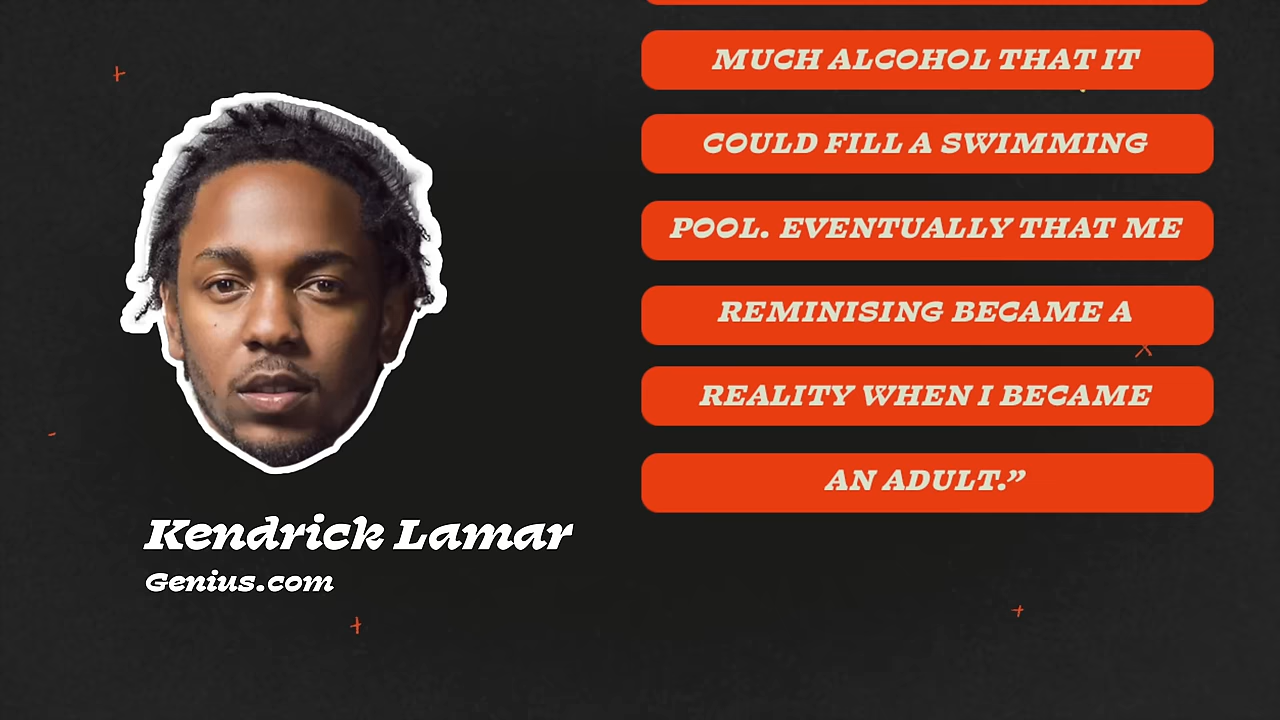 MUCH ALCOHOL THAT IT
COULD FILL A SWIMMING
POOL. EVENTUALLY THAT ME
REMINISING BECAME A
REALITY WHEN I BECAME
AN ADULT.”
Kendrick Lamar
Genius.com